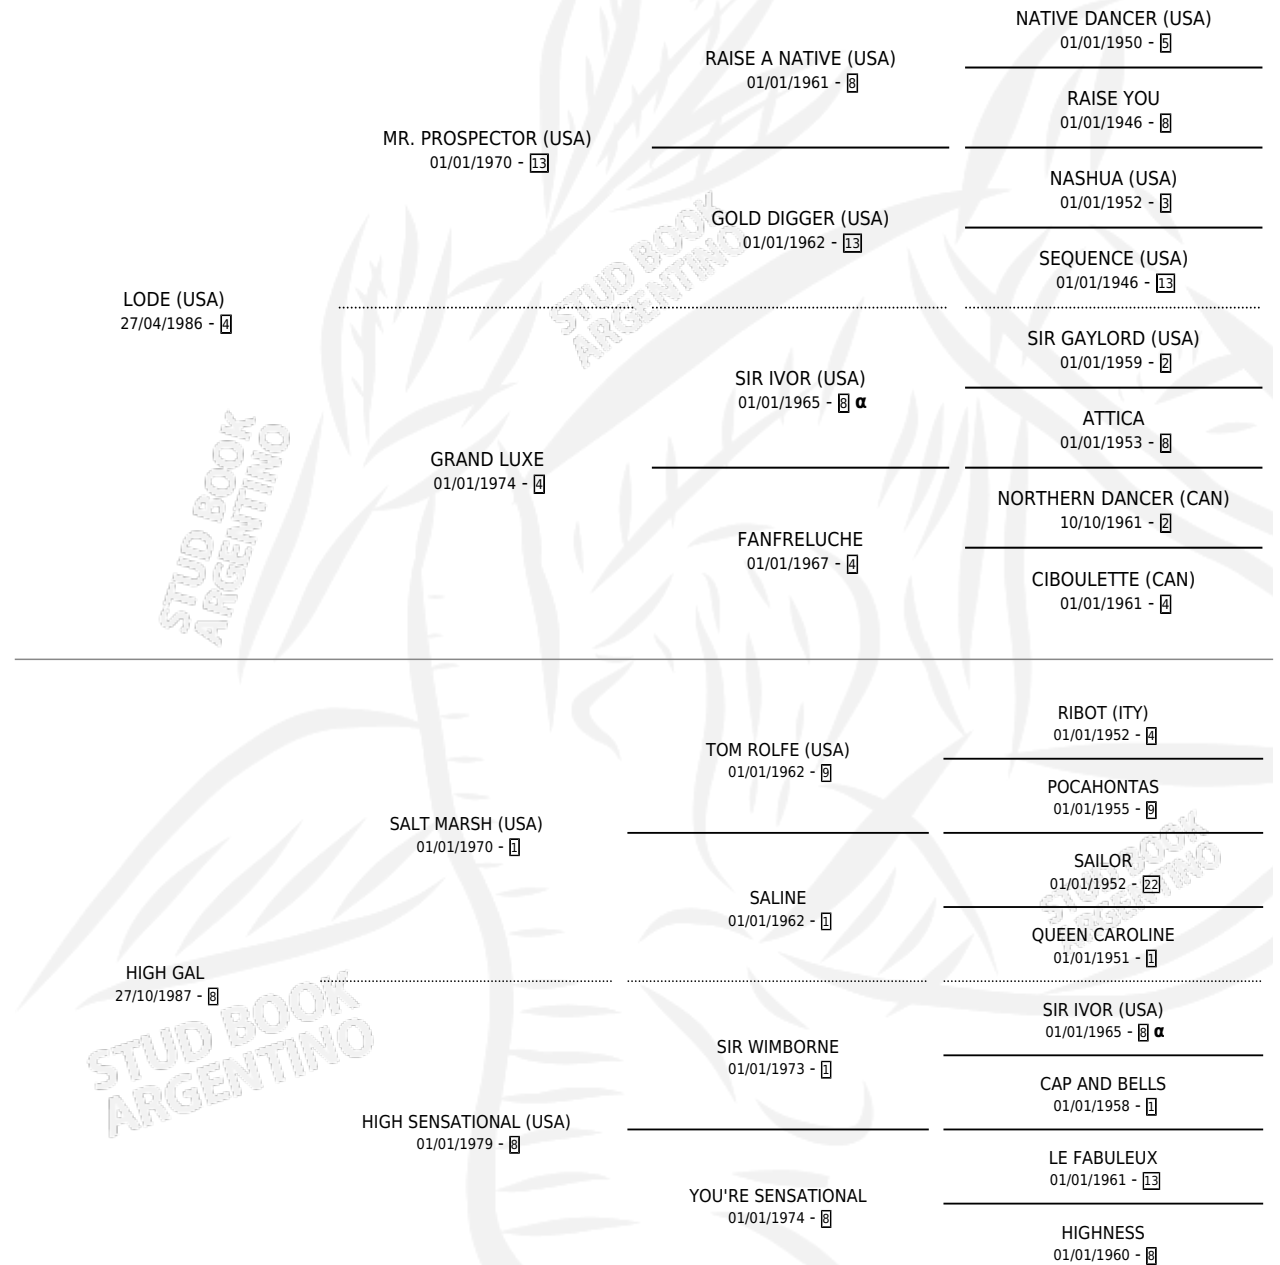 NATIVE DANCER (USA)
01/01/1950 - 5
RAISE A NATIVE (USA)
01/01/1961 - 8
RAISE YOU
01/01/1946 - 8
MR. PROSPECTOR (USA)
01/01/1970 - 13
NASHUA (USA)
01/01/1952 - 3
GOLD DIGGER (USA)
01/01/1962 - 13
SEQUENCE (USA)
01/01/1946 - 13
LODE (USA)
27/04/1986 - 4
SIR GAYLORD (USA)
01/01/1959 - 2
SIR IVOR (USA)
01/01/1965 - 8 α
ATTICA
01/01/1953 - 8
GRAND LUXE
01/01/1974 - 4
NORTHERN DANCER (CAN)
10/10/1961 - 2
FANFRELUCHE
01/01/1967 - 4
CIBOULETTE (CAN)
01/01/1961 - 4
RIBOT (ITY)
01/01/1952 - 4
TOM ROLFE (USA)
01/01/1962 - 9
POCAHONTAS
01/01/1955 - 9
SALT MARSH (USA)
01/01/1970 - 1
SAILOR
01/01/1952 - 22
SALINE
01/01/1962 - 1
QUEEN CAROLINE
01/01/1951 - 1
HIGH GAL
27/10/1987 - 8
SIR IVOR (USA)
01/01/1965 - 8 α
SIR WIMBORNE
01/01/1973 - 1
CAP AND BELLS
01/01/1958 - 1
HIGH SENSATIONAL (USA)
01/01/1979 - 8
LE FABULEUX
01/01/1961 - 13
YOU'RE SENSATIONAL
01/01/1974 - 8
HIGHNESS
01/01/1960 - 8
STUD BOOK
ARGENTINO
STUD BOOK
ARGENTINO
STUD BOOK
ARGENTINO
STUD BOOK
ARGENTINO